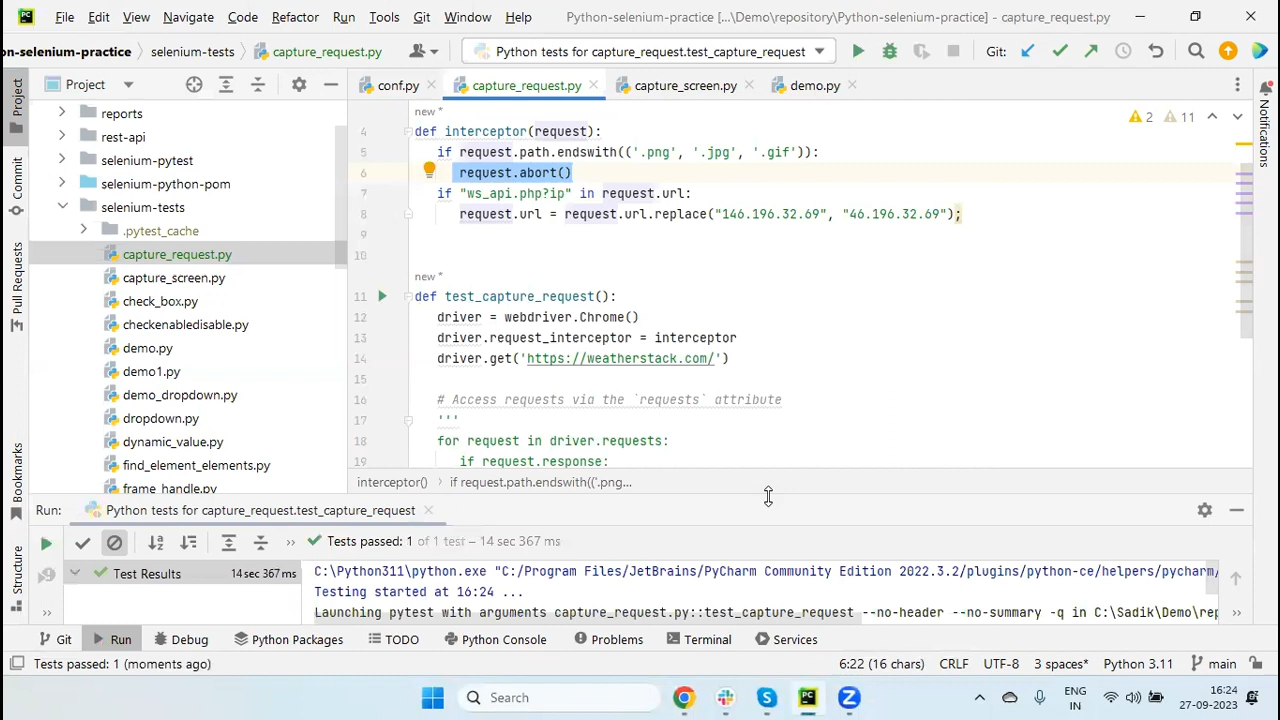 File Edit View Navigate Code Refactor Run Tools Git Window Help Python-selenium-practice [...\Demo\repository\Python-selenium-practice] - capture_request.py
on-selenium-practice selenium-tests capture_request.py Python tests for capture_request.test_capture_request Git:
Project conf.py capture_request.py capture_screen.py demo.py
reports
rest-api
selenium-pytest
selenium-python-pom
selenium-tests
.pytest_cache
capture_request.py
capture_screen.py
check_box.py
checkenabledisable.py
demo.py
demo1.py
demo_dropdown.py
dropdown.py
dynamic_value.py
find_element_elements.py
frame_handle.py
Project
Commit
Pull Requests
Bookmarks
Structure
Notifications
new *
2 11
4 def interceptor(request):
5 if request.path.endswith(('.png', '.jpg', '.gif')):
6 request.abort()
7 if "ws_api.php?ip" in request.url:
8 request.url = request.url.replace("146.196.32.69", "46.196.32.69");
9
10
new *
11 def test_capture_request():
12 driver = webdriver.Chrome()
13 driver.request_interceptor = interceptor
14 driver.get('https://weatherstack.com/')
15
16 # Access requests via the `requests` attribute
17 '''
18 for request in driver.requests:
19 if request.response:
interceptor() if request.path.endswith(('.png...
Run: Python tests for capture_request.test_capture_request
Tests passed: 1 of 1 test – 14 sec 367 ms
Test Results 14 sec 367 ms
C:\Python311\python.exe "C:/Program Files/JetBrains/PyCharm Community Edition 2022.3.2/plugins/python-ce/helpers/pycharm/
Testing started at 16:24 ...
Launching pytest with arguments capture_request.py::test_capture_request --no-header --no-summary -q in C:\Sadik\Demo\rep
Git Run Debug Python Packages TODO Python Console Problems Terminal Services
Tests passed: 1 (moments ago) 6:22 (16 chars) CRLF UTF-8 3 spaces* Python 3.11 main
Search ENG IN 16:24 27-09-2023